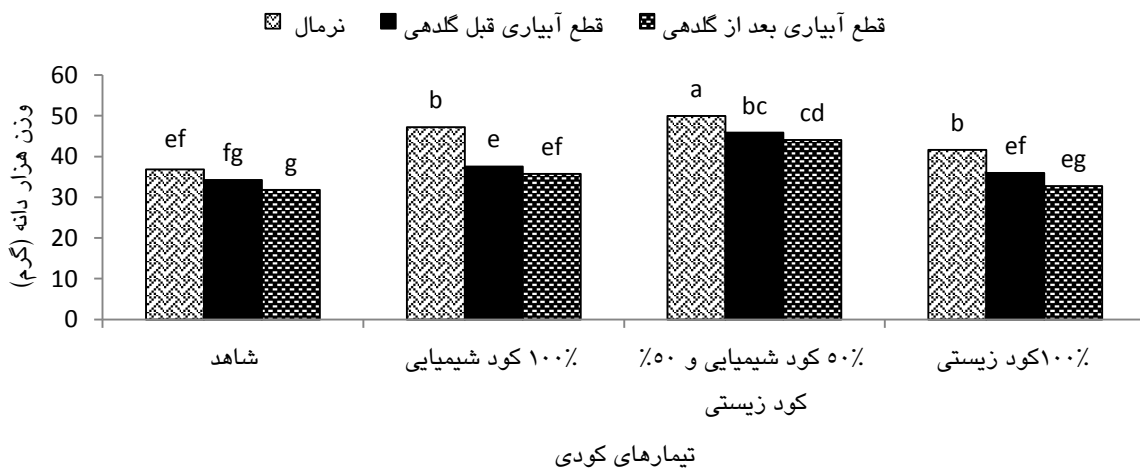 نرمال قطع آبیاری قبل گلدهی قطع آبیاری بعد از گلدهی
وزن هزار دانه (گرم)
60
50
40
30
20
10
0
ef fg g b e ef a bc cd b ef eg
شاهد
۱۰۰٪ کود شیمیایی
۵۰٪ کود شیمیایی و ۵۰٪
کود زیستی
۱۰۰٪کود زیستی
تیمارهای کودی